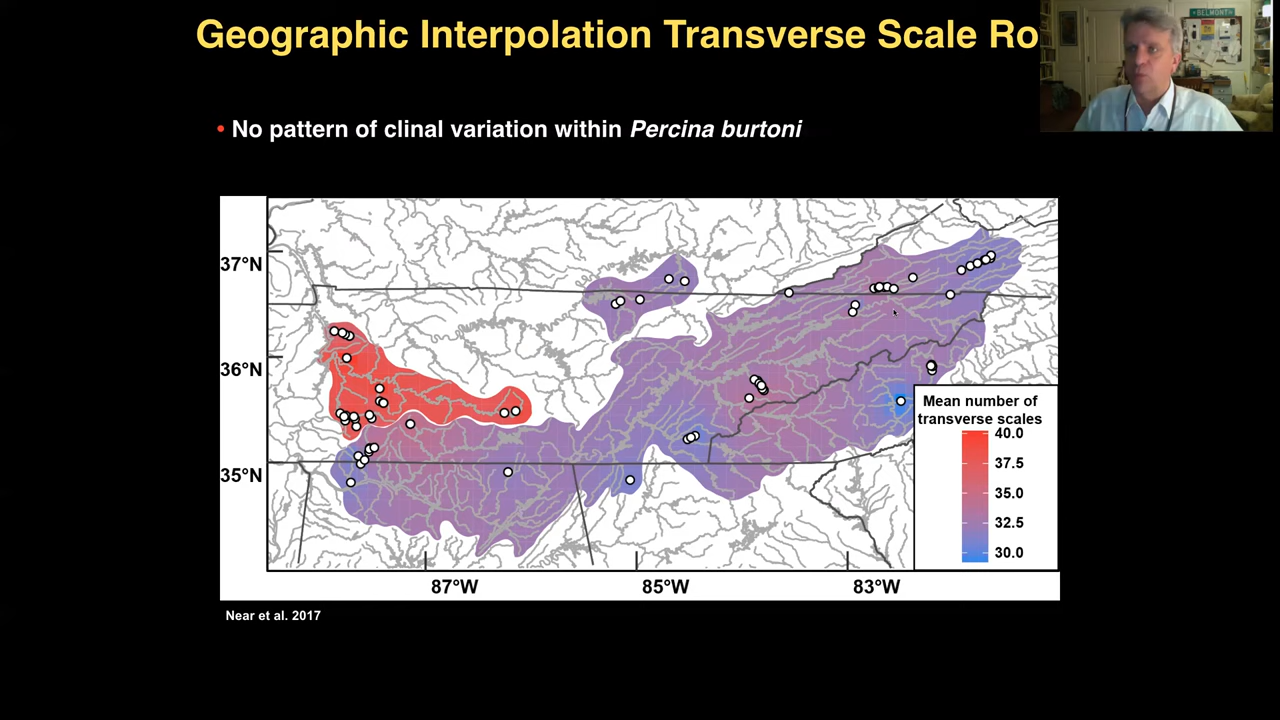 Geographic Interpolation Transverse Scale Ro
BELMONT
• No pattern of clinal variation within Percina burtoni
37°N
36°N
35°N
87°W
85°W
83°W
Mean number of
transverse scales
40.0
37.5
35.0
32.5
30.0
Near et al. 2017